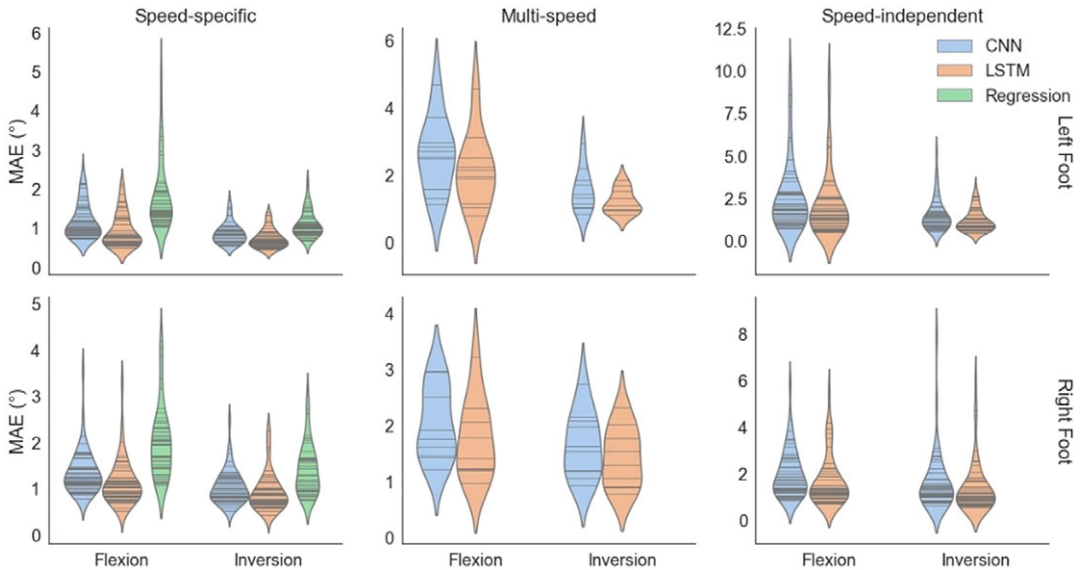 Speed-specific
Multi-speed
Speed-independent
6
5
4
3
2
1
0
MAE (°)
6
4
2
0
12.5
10.0
7.5
5.0
2.5
0.0
CNN
LSTM
Regression
Left Foot
5
4
3
2
1
0
MAE (°)
Flexion
Inversion
4
3
2
1
0
Flexion
Inversion
8
6
4
2
0
Flexion
Inversion
Right Foot